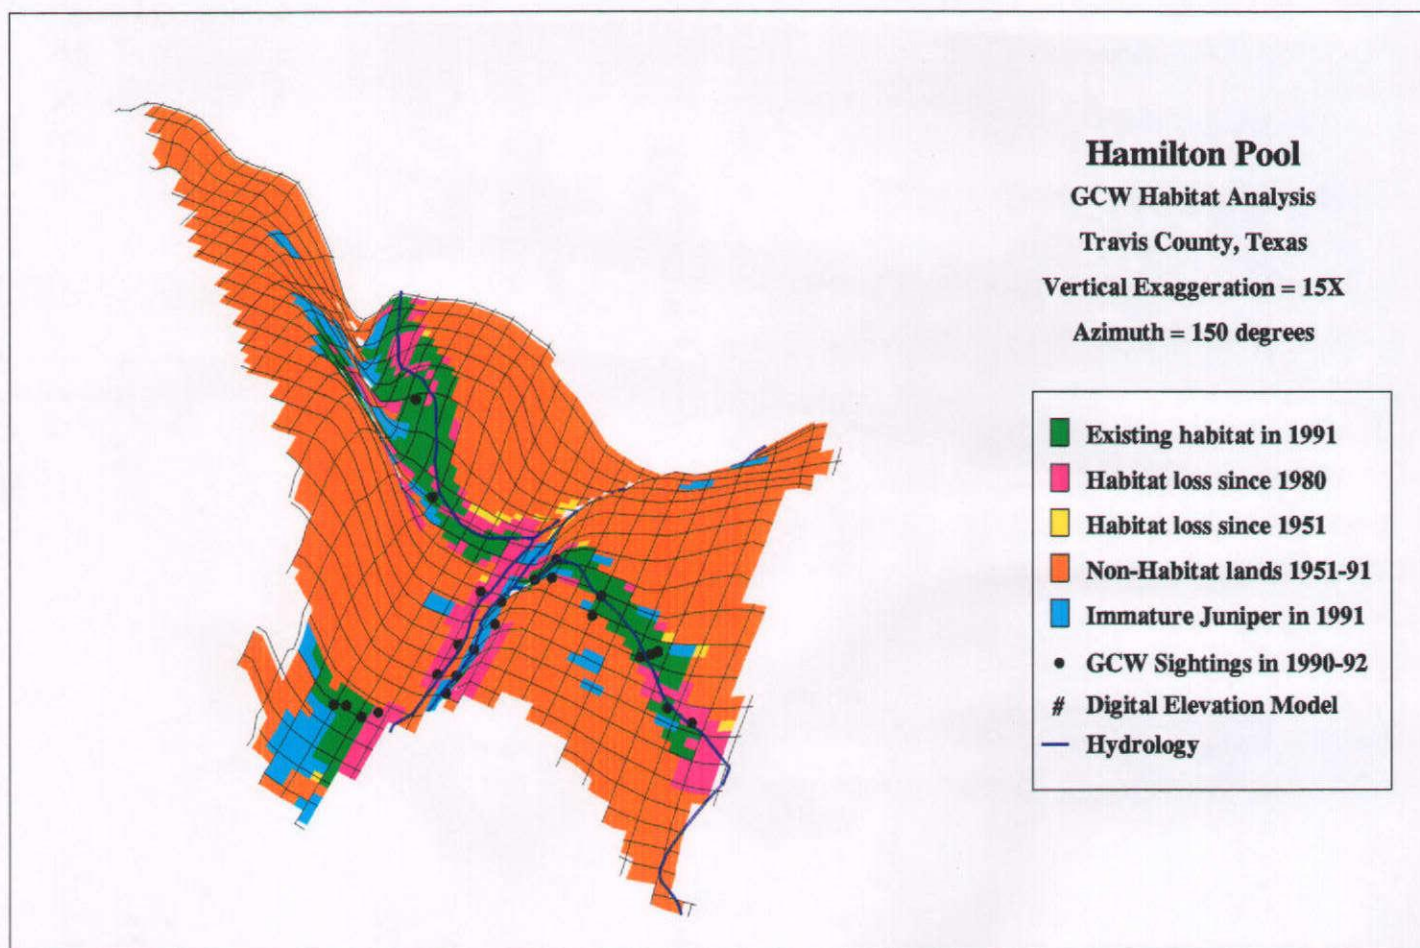 Hamilton Pool
GCW Habitat Analysis
Travis County, Texas
Vertical Exaggeration = 15X
Azimuth = 150 degrees
Existing habitat in 1991
Habitat loss since 1980
Habitat loss since 1951
Non-Habitat lands 1951-91
Immature Juniper in 1991
GCW Sightings in 1990-92
# Digital Elevation Model
Hydrology